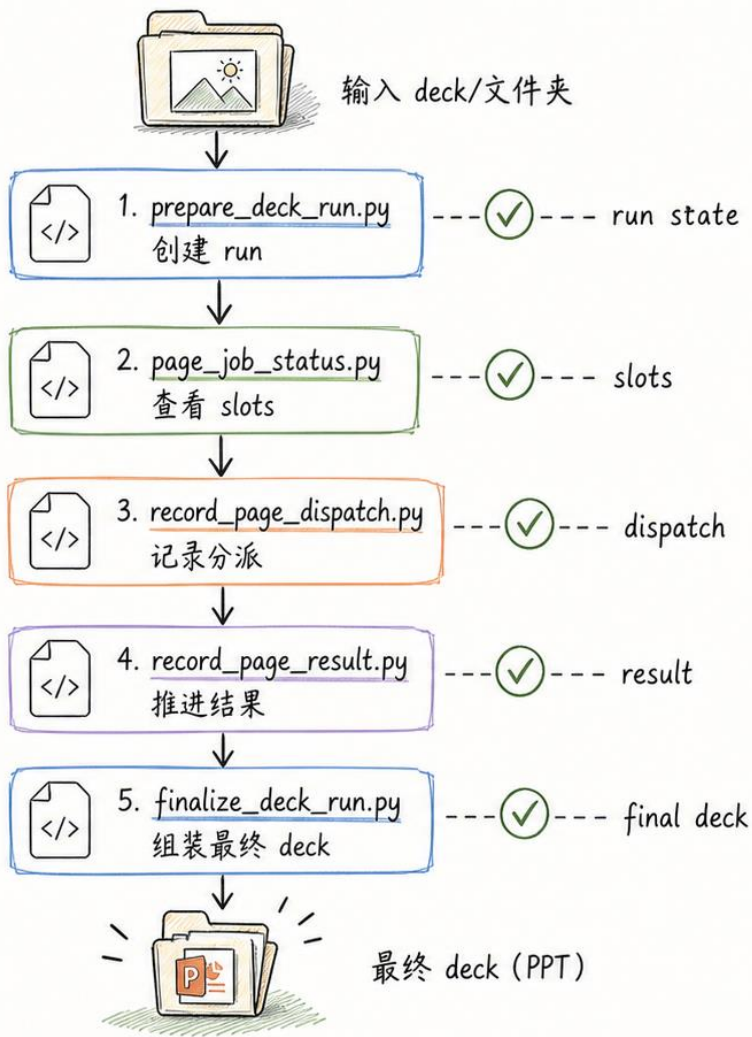 输入 deck/文件夹
</>
1. prepare_deck_run.py
创建 run
run state
</>
2. page_job_status.py
查看 slots
slots
</>
3. record_page_dispatch.py
记录分派
dispatch
</>
4. record_page_result.py
推进结果
result
</>
5. finalize_deck_run.py
组装最终 deck
final deck
P
最终 deck (PPT)